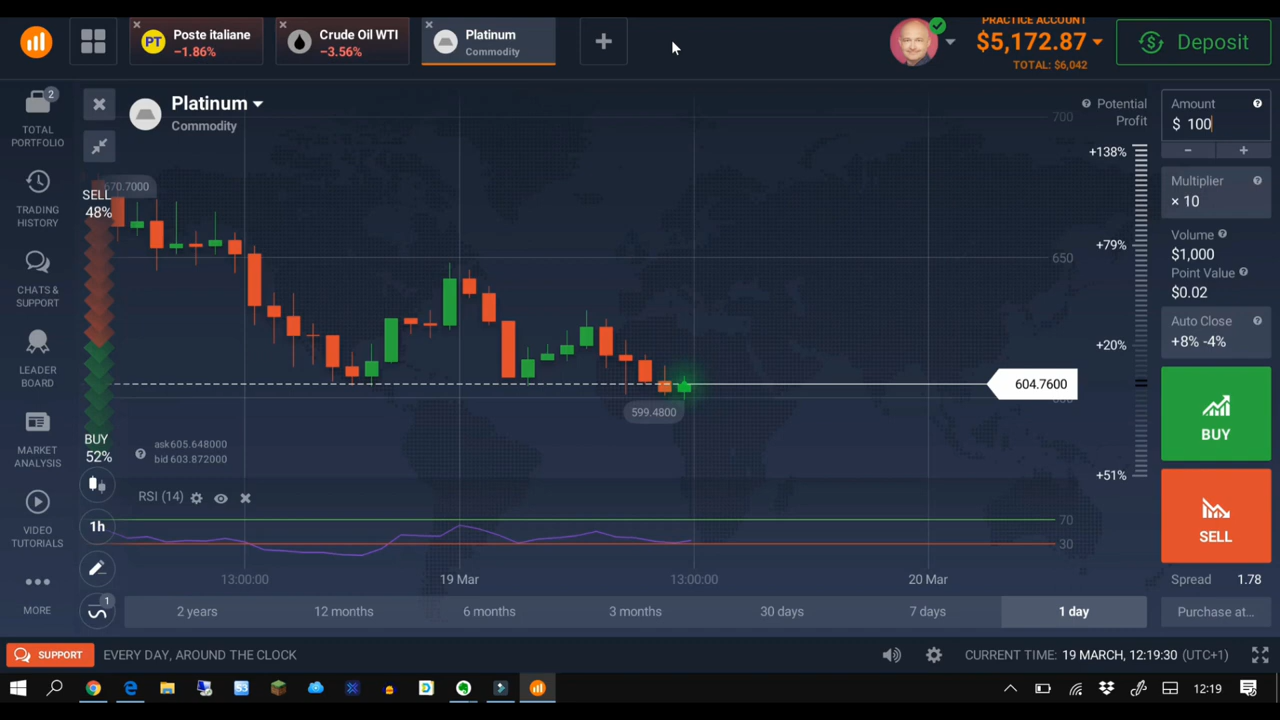 PRACTICE ACCOUNT
PT Poste italiane
−1.86%
Crude Oil WTI
−3.56%
Platinum
Commodity
$5,172.87
TOTAL: $6,042
Deposit
2
TOTAL
PORTFOLIO
TRADING
HISTORY
CHATS &
SUPPORT
LEADER
BOARD
MARKET
ANALYSIS
VIDEO
TUTORIALS
MORE
Platinum
Commodity
670.7000
SELL
48%
BUY
52%
ask605.648000
bid 603.872000
599.4800
604.7600
700
650
Potential
Profit
+138%
+79%
+20%
+51%
RSI (14)
70
30
1h
1
13:00:00
19 Mar
13:00:00
20 Mar
2 years
12 months
6 months
3 months
30 days
7 days
1 day
Amount
$ 100
-
+
Multiplier
× 10
Volume
$1,000
Point Value
$0.02
Auto Close
+8% -4%
BUY
SELL
Spread 1.78
Purchase at...
SUPPORT
EVERY DAY, AROUND THE CLOCK
CURRENT TIME: 19 MARCH, 12:19:30 (UTC+1)
12:19